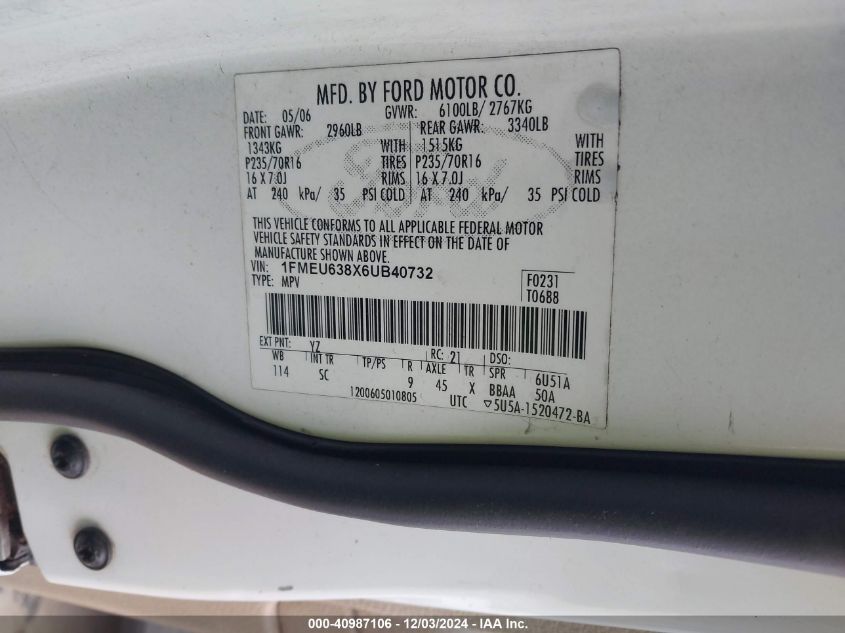 MFD. BY FORD MOTOR CO.
DATE: 05/06 GVWR: 6100LB/ 2767KG
FRONT GAWR: 2960LB REAR GAWR: 3340LB
1343KG WITH 1515KG WITH
P235/70R16 TIRES P235/70R16 TIRES
16 X 7.0J RIMS 16 X 7.0J RIMS
AT 240 kPa/ 35 PSI COLD AT 240 kPa/ 35 PSI COLD
THIS VEHICLE CONFORMS TO ALL APPLICABLE FEDERAL MOTOR
VEHICLE SAFETY STANDARDS IN EFFECT ON THE DATE OF
MANUFACTURE SHOWN ABOVE.
VIN: 1FMEU638X6UB40732 F0231
TYPE: MPV T06B8
EXT PNT: YZ RC: 21 DSO:
WB INT TR TP/PS R AXLE TR SPR 6U51A
114 SC 9 45 X BBAA 50A
1200605010805 UTC ▽5U5A-1520472-BA
Ford
000-40987106 - 12/03/2024 - IAA Inc.